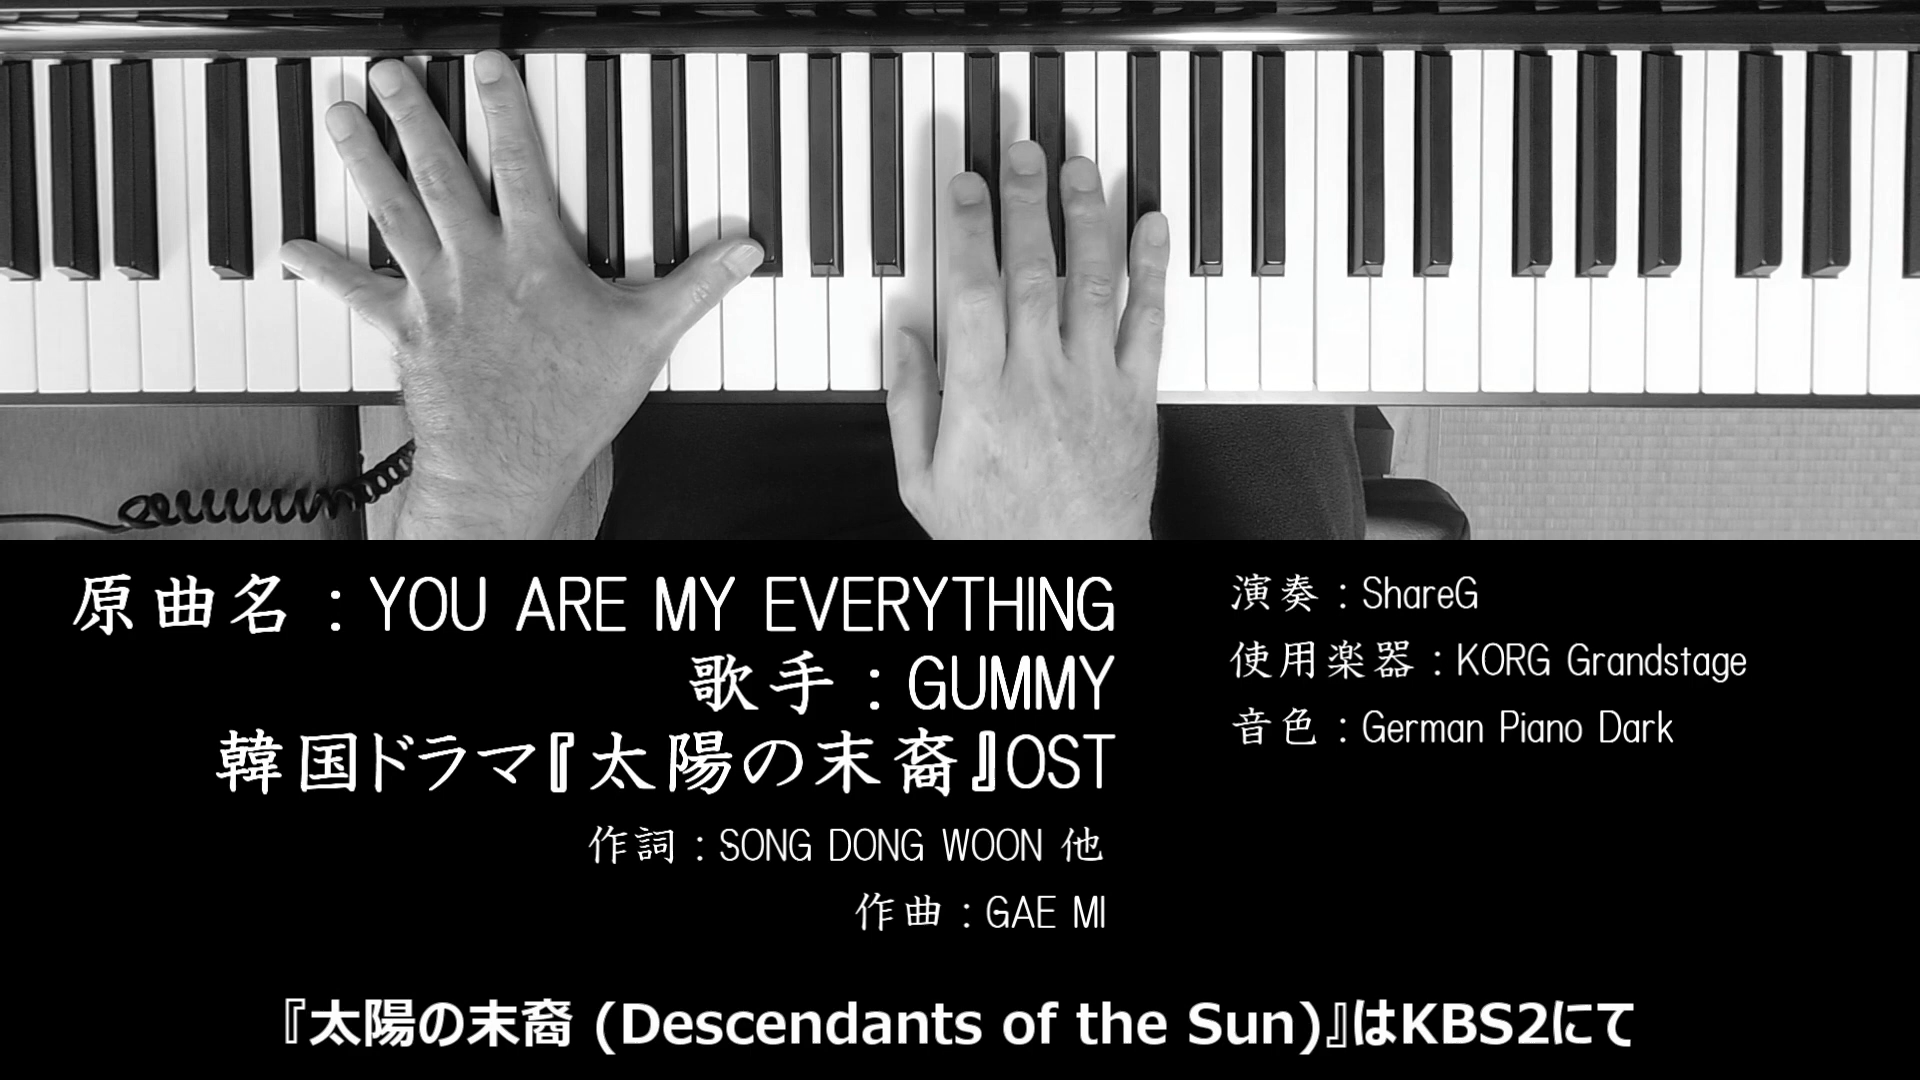 原曲名：YOU ARE MY EVERYTHING
歌手：GUMMY
韓国ドラマ『太陽の末裔』OST
作詞：SONG DONG WOON 他
作曲：GAE MI
演奏：ShareG
使用楽器：KORG Grandstage
音色：German Piano Dark
『太陽の末裔 (Descendants of the Sun)』はKBS2にて